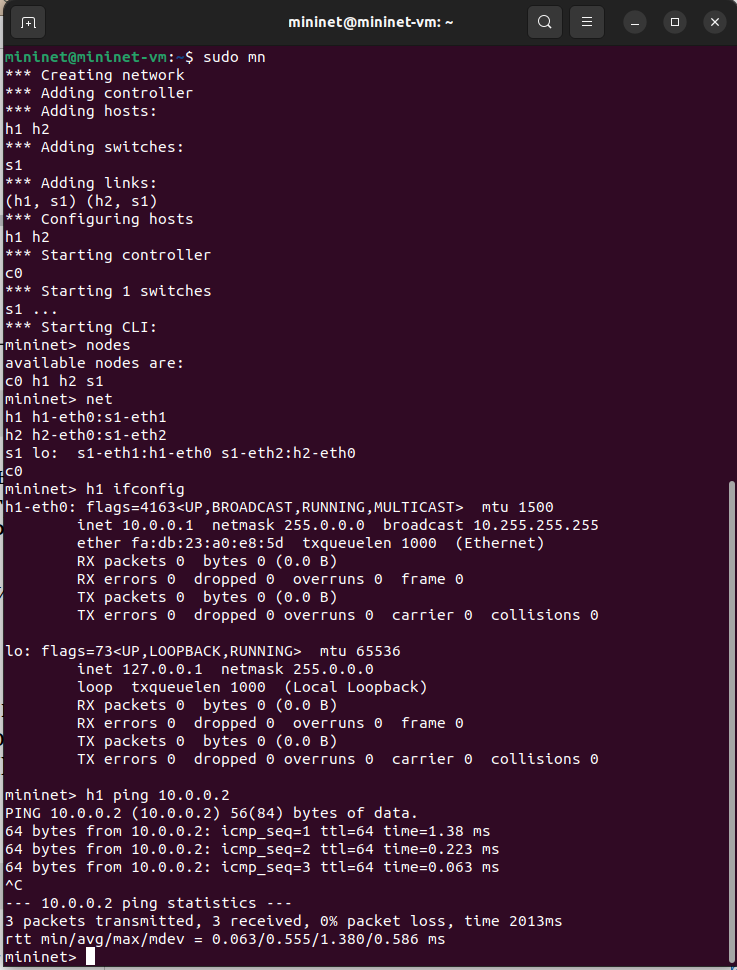 mininet@mininet-vm: ~
mininet@mininet-vm:~$ sudo mn
*** Creating network
*** Adding controller
*** Adding hosts:
h1 h2
*** Adding switches:
s1
*** Adding links:
(h1, s1) (h2, s1)
*** Configuring hosts
h1 h2
*** Starting controller
c0
*** Starting 1 switches
s1 ...
*** Starting CLI:
mininet> nodes
available nodes are:
c0 h1 h2 s1
mininet> net
h1 h1-eth0:s1-eth1
h2 h2-eth0:s1-eth2
s1 lo:  s1-eth1:h1-eth0 s1-eth2:h2-eth0
c0
mininet> h1 ifconfig
h1-eth0: flags=4163<UP,BROADCAST,RUNNING,MULTICAST>  mtu 1500
        inet 10.0.0.1  netmask 255.0.0.0  broadcast 10.255.255.255
        ether fa:db:23:a0:e8:5d  txqueuelen 1000  (Ethernet)
        RX packets 0  bytes 0 (0.0 B)
        RX errors 0  dropped 0  overruns 0  frame 0
        TX packets 0  bytes 0 (0.0 B)
        TX errors 0  dropped 0 overruns 0  carrier 0  collisions 0

lo: flags=73<UP,LOOPBACK,RUNNING>  mtu 65536
        inet 127.0.0.1  netmask 255.0.0.0
        loop  txqueuelen 1000  (Local Loopback)
        RX packets 0  bytes 0 (0.0 B)
        RX errors 0  dropped 0  overruns 0  frame 0
        TX packets 0  bytes 0 (0.0 B)
        TX errors 0  dropped 0 overruns 0  carrier 0  collisions 0

mininet> h1 ping 10.0.0.2
PING 10.0.0.2 (10.0.0.2) 56(84) bytes of data.
64 bytes from 10.0.0.2: icmp_seq=1 ttl=64 time=1.38 ms
64 bytes from 10.0.0.2: icmp_seq=2 ttl=64 time=0.223 ms
64 bytes from 10.0.0.2: icmp_seq=3 ttl=64 time=0.063 ms
^C
--- 10.0.0.2 ping statistics ---
3 packets transmitted, 3 received, 0% packet loss, time 2013ms
rtt min/avg/max/mdev = 0.063/0.555/1.380/0.586 ms
mininet>